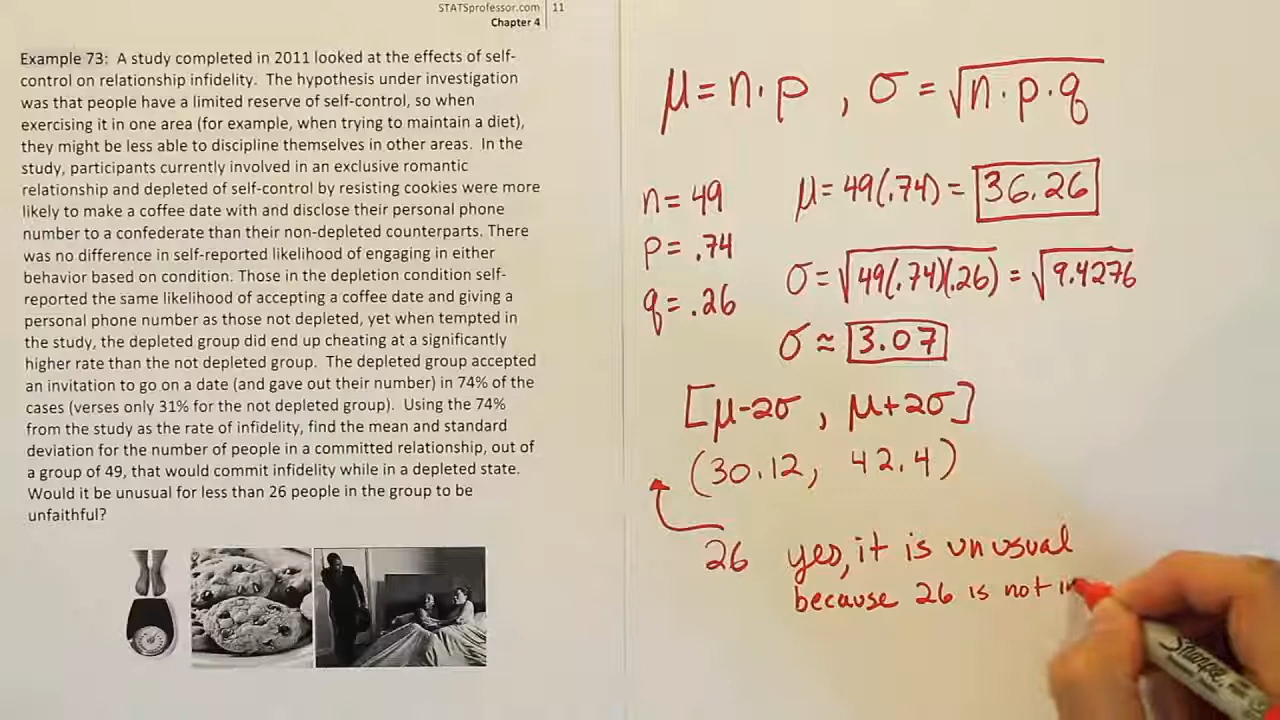 STATSprofessor.com 11
Chapter 4
Example 73: A study completed in 2011 looked at the effects of self-
control on relationship infidelity. The hypothesis under investigation
was that people have a limited reserve of self-control, so when
exercising it in one area (for example, when trying to maintain a diet),
they might be less able to discipline themselves in other areas. In the
study, participants currently involved in an exclusive romantic
relationship and depleted of self-control by resisting cookies were more
likely to make a coffee date with and disclose their personal phone
number to a confederate than their non-depleted counterparts. There
was no difference in self-reported likelihood of engaging in either
behavior based on condition. Those in the depletion condition self-
reported the same likelihood of accepting a coffee date and giving a
personal phone number as those not depleted, yet when tempted in
the study, the depleted group did end up cheating at a significantly
higher rate than the not depleted group. The depleted group accepted
an invitation to go on a date (and gave out their number) in 74% of the
cases (verses only 31% for the not depleted group). Using the 74%
from the study as the rate of infidelity, find the mean and standard
deviation for the number of people in a committed relationship, out of
a group of 49, that would commit infidelity while in a depleted state.
Would it be unusual for less than 26 people in the group to be
unfaithful?
μ = n·p , σ = √n·p·q
n = 49
p = .74
q = .26
μ = 49(.74) = 36.26
σ = √49(.74)(.26) = √9.4276
σ ≈ 3.07
[μ-2σ , μ+2σ]
(30.12, 42.4)
26 yes, it is unusual
because 26 is not in
Sharpie